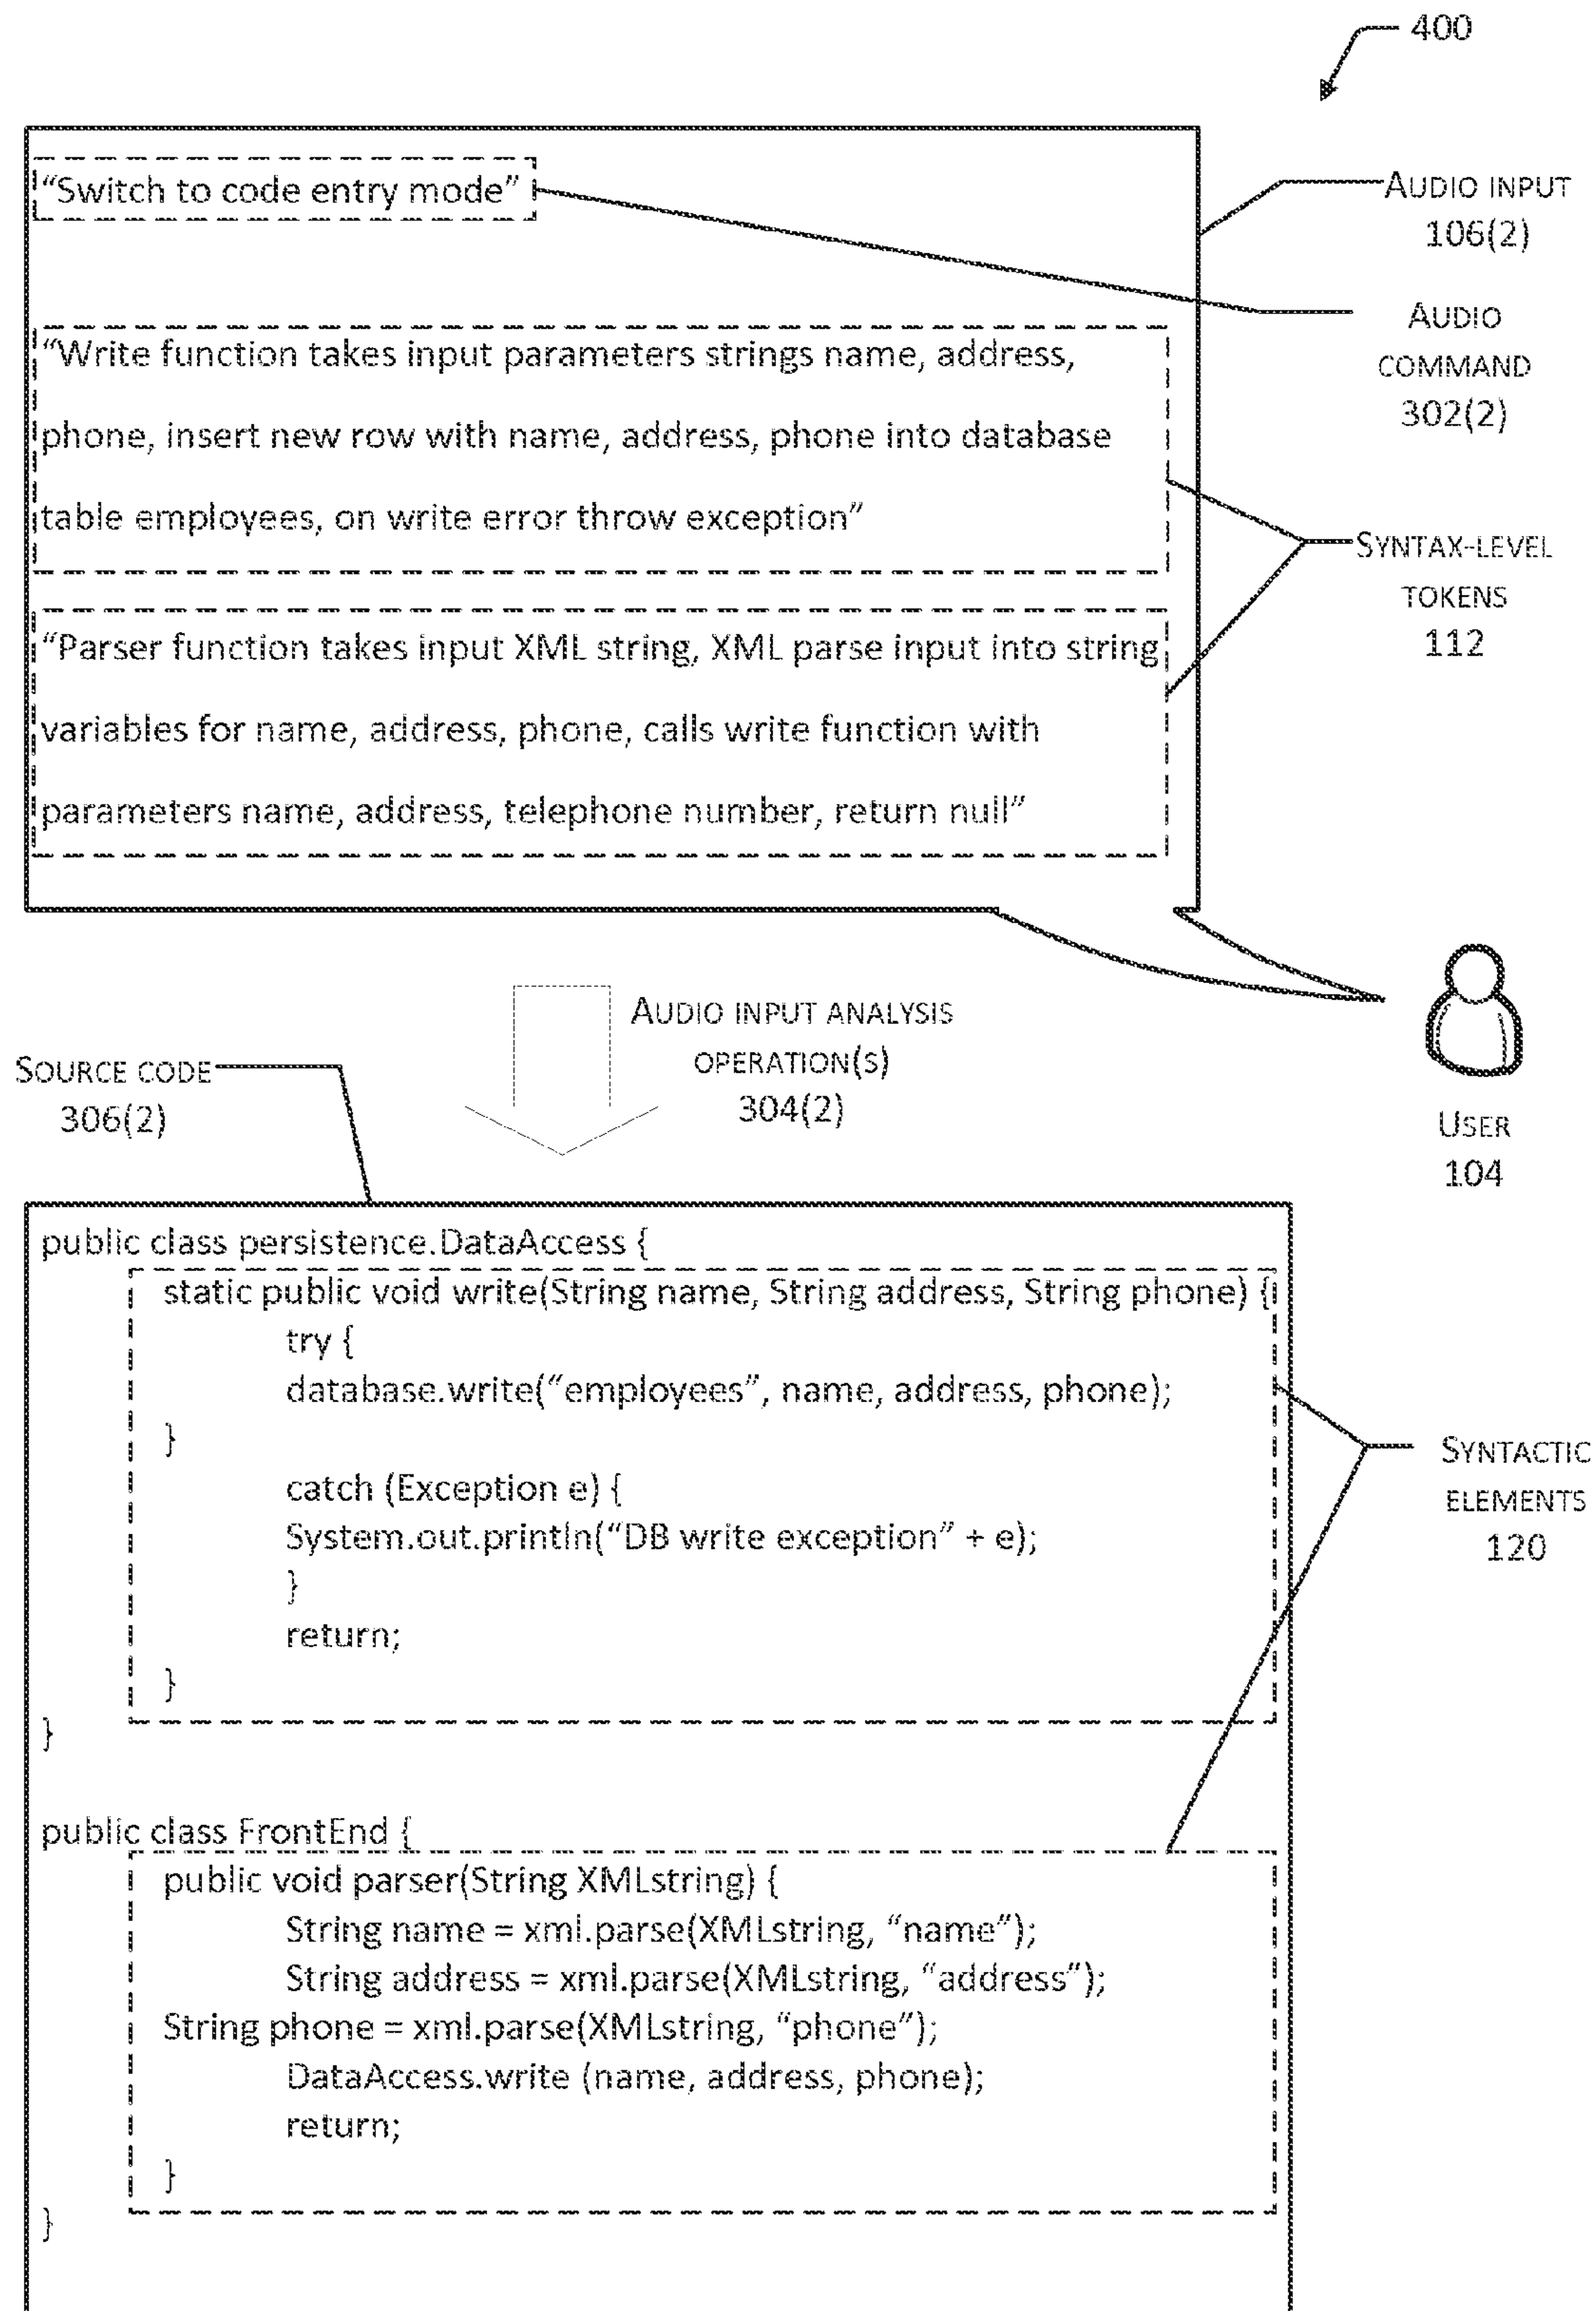 400
“Switch to code entry mode”
AUDIO INPUT
106(2)
AUDIO
COMMAND
302(2)
“Write function takes input parameters strings name, address,
phone, insert new row with name, address, phone into database
table employees, on write error throw exception”
SYNTAX-LEVEL
TOKENS
112
“Parser function takes input XML string, XML parse input into string
variables for name, address, phone, calls write function with
parameters name, address, telephone number, return null”
AUDIO INPUT ANALYSIS
OPERATION(S)
304(2)
SOURCE CODE
306(2)
USER
104
public class persistence.DataAccess {
static public void write(String name, String address, String phone) {
try {
database.write(“employees”, name, address, phone);
}
catch (Exception e) {
System.out.println(“DB write exception” + e);
}
return;
}
}
SYNTACTIC
ELEMENTS
120
public class FrontEnd {
public void parser(String XMLstring) {
String name = xml.parse(XMLstring, “name”);
String address = xml.parse(XMLstring, “address”);
String phone = xml.parse(XMLstring, “phone”);
DataAccess.write (name, address, phone);
return;
}
}